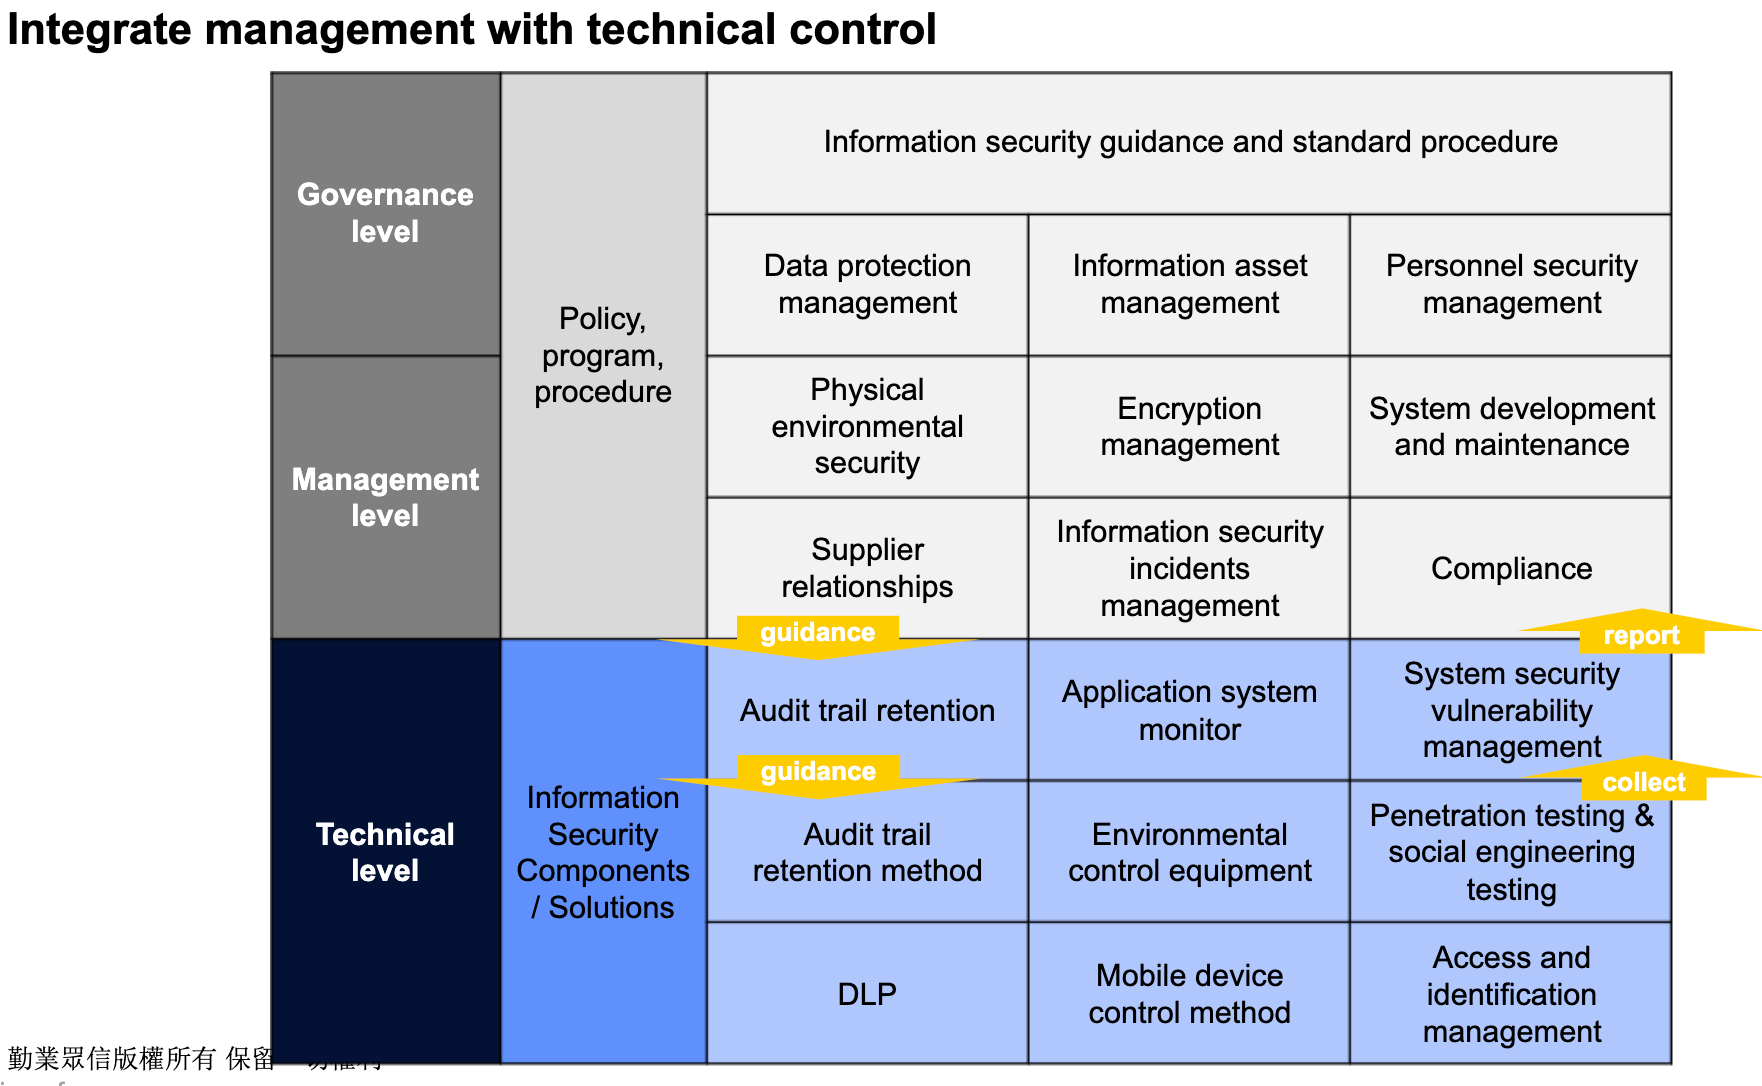 Integrate management with technical control
Governance
level
Policy,
program,
procedure
Information security guidance and standard procedure
Data protection
management
Information asset
management
Personnel security
management
Management
level
Physical
environmental
security
Encryption
management
System development
and maintenance
Supplier
relationships
Information security
incidents
management
Compliance
guidance
report
Technical
level
Information
Security
Components
/ Solutions
Audit trail retention
Application system
monitor
System security
vulnerability
management
guidance
collect
Audit trail
retention method
Environmental
control equipment
Penetration testing &
social engineering
testing
DLP
Mobile device
control method
Access and
identification
management
勤業眾信版權所有 保留